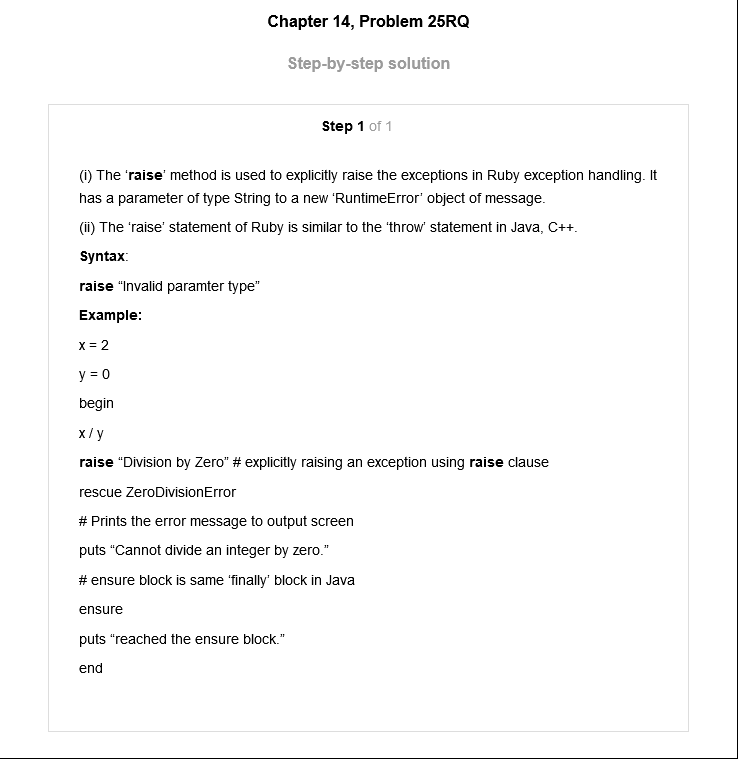 Chapter 14, Problem 25RQ
Step-by-step solution
Step 1 of 1
(i) The ‘raise’ method is used to explicitly raise the exceptions in Ruby exception handling. It
has a parameter of type String to a new ‘RuntimeError’ object of message.
(ii) The ‘raise’ statement of Ruby is similar to the ‘throw’ statement in Java, C++.
Syntax:
raise “Invalid paramter type”
Example:
x = 2
y = 0
begin
x / y
raise “Division by Zero” # explicitly raising an exception using raise clause
rescue ZeroDivisionError
# Prints the error message to output screen
puts “Cannot divide an integer by zero.”
# ensure block is same ‘finally’ block in Java
ensure
puts “reached the ensure block.”
end